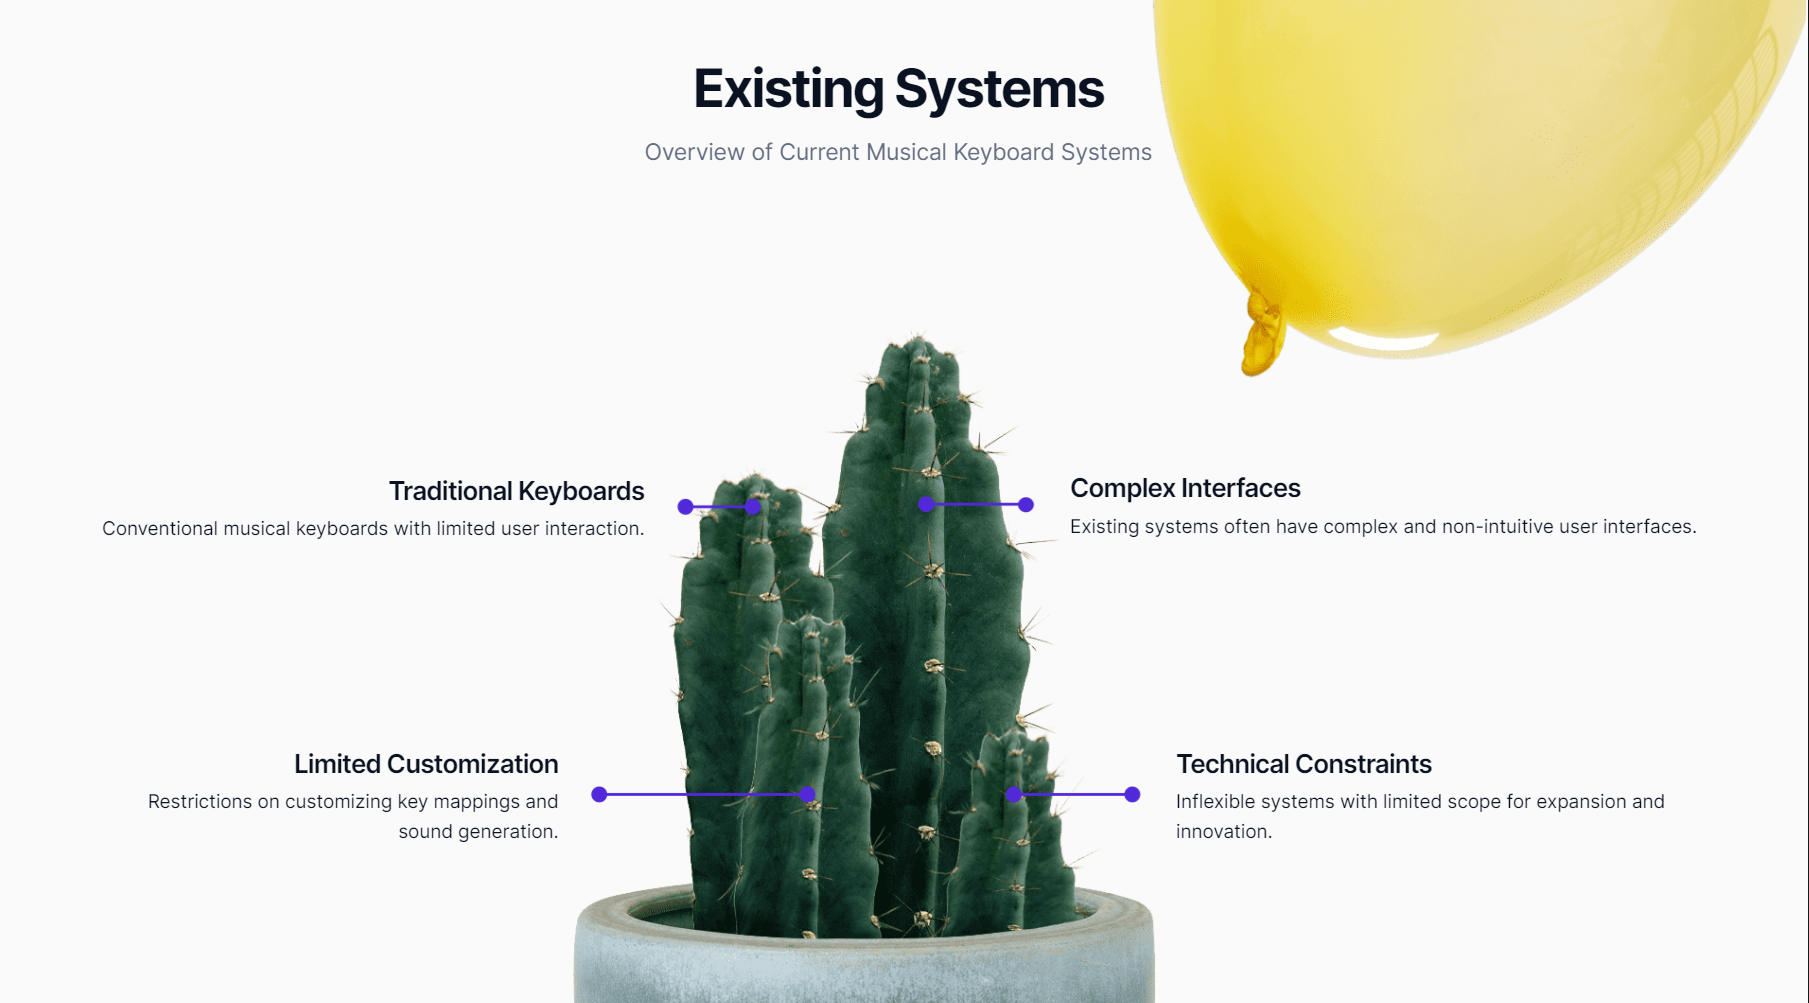 Existing Systems
Overview of Current Musical Keyboard Systems
Traditional Keyboards
Conventional musical keyboards with limited user interaction.
Complex Interfaces
Existing systems often have complex and non-intuitive user interfaces.
Limited Customization
Restrictions on customizing key mappings and
sound generation.
Technical Constraints
Inflexible systems with limited scope for expansion and
innovation.